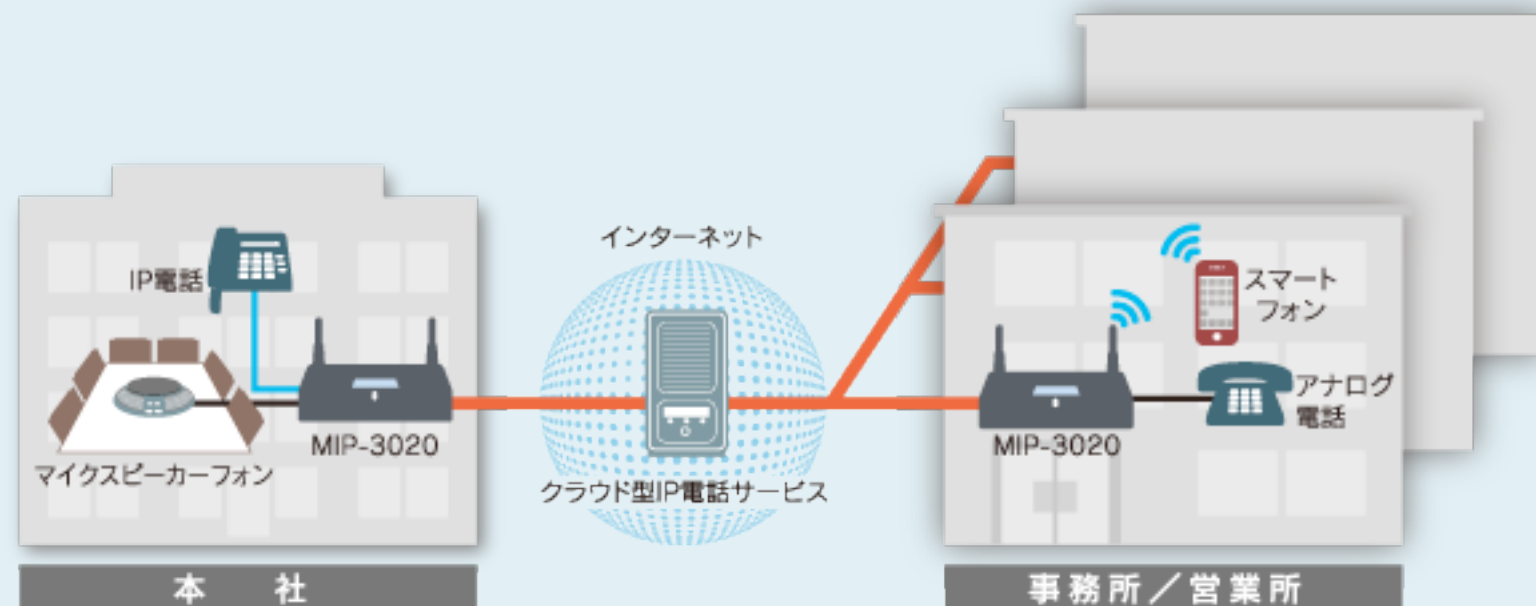 インターネット
IP電話
スマート
フォン
アナログ
電話
MIP-3020
MIP-3020
マイクスピーカーフォン
クラウド型IP電話サービス
本社
事務所／営業所